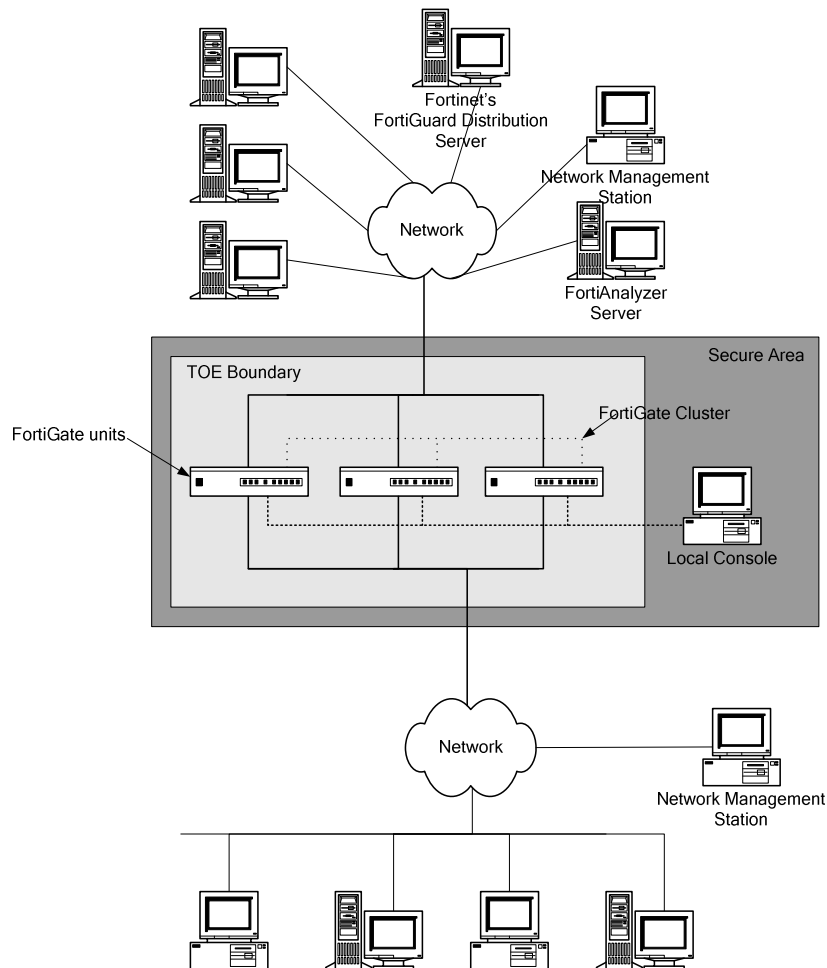 Fortinet's
FortiGuard Distribution
Server
Network Management
Station
Network
FortiAnalyzer
Server
Secure Area
TOE Boundary
FortiGate Cluster
FortiGate units
Local Console
Network
Network Management
Station